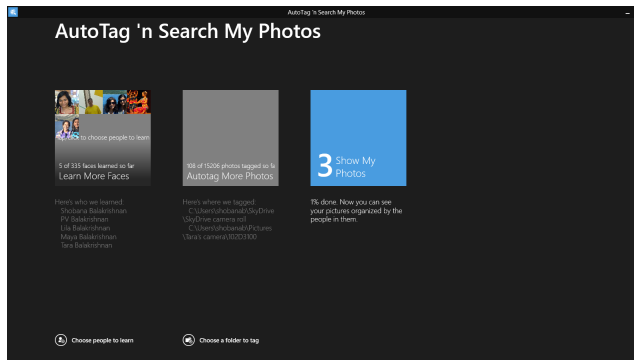 AutoTag 'n Search My Photos
AutoTag 'n Search My Photos
to choose people to learn
5 of 335 faces learned so far
Learn More Faces
108 of 15206 photos tagged so fa
Autotag More Photos
3 Show My
Photos
Here's who we learned:
Shobana Balakrishnan
PV Balakrishnan
Lila Balakrishnan
Maya Balakrishnan
Tara Balakrishnan
Here's where we tagged:
C:\Users\shobanab\SkyDrive
\SkyDrive camera roll
C:\Users\shobanab\Pictures
\Tara's camera\102D3100
1% done. Now you can see
your pictures organized by the
people in them.
Choose people to learn
Choose a folder to tag